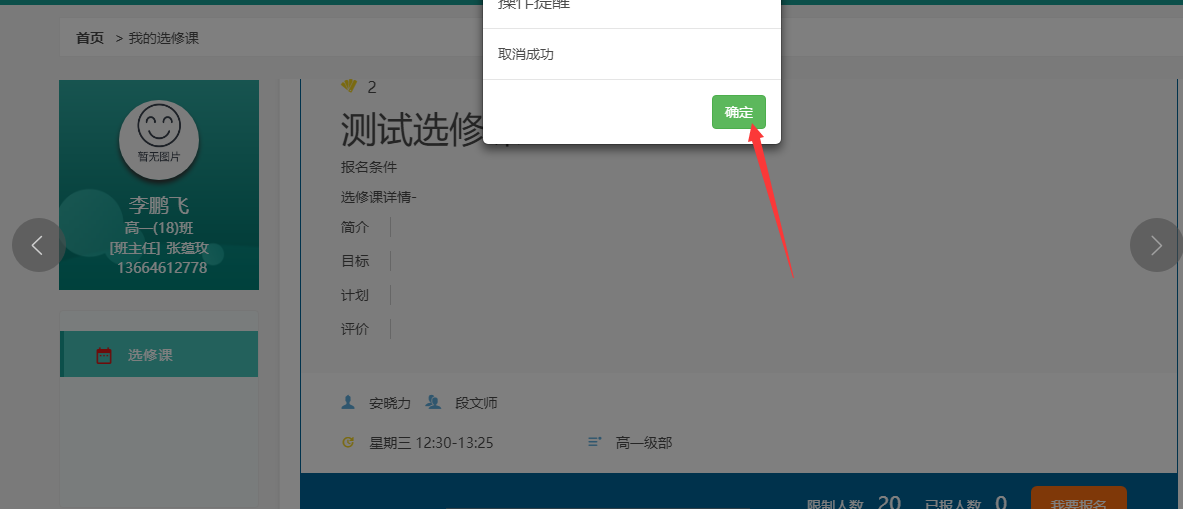 操作提醒
首页 > 我的选修课
取消成功
确定
2
测试选修
报名条件
选修课详情-
简介
目标
计划
评价
暂无图片
李鹏飞
高一(18)班
[班主任] 张蕴玫
13664612778
选修课
安晓力 段文师
星期三 12:30-13:25 高一级部
限制人数 20 已报人数 0 我要报名